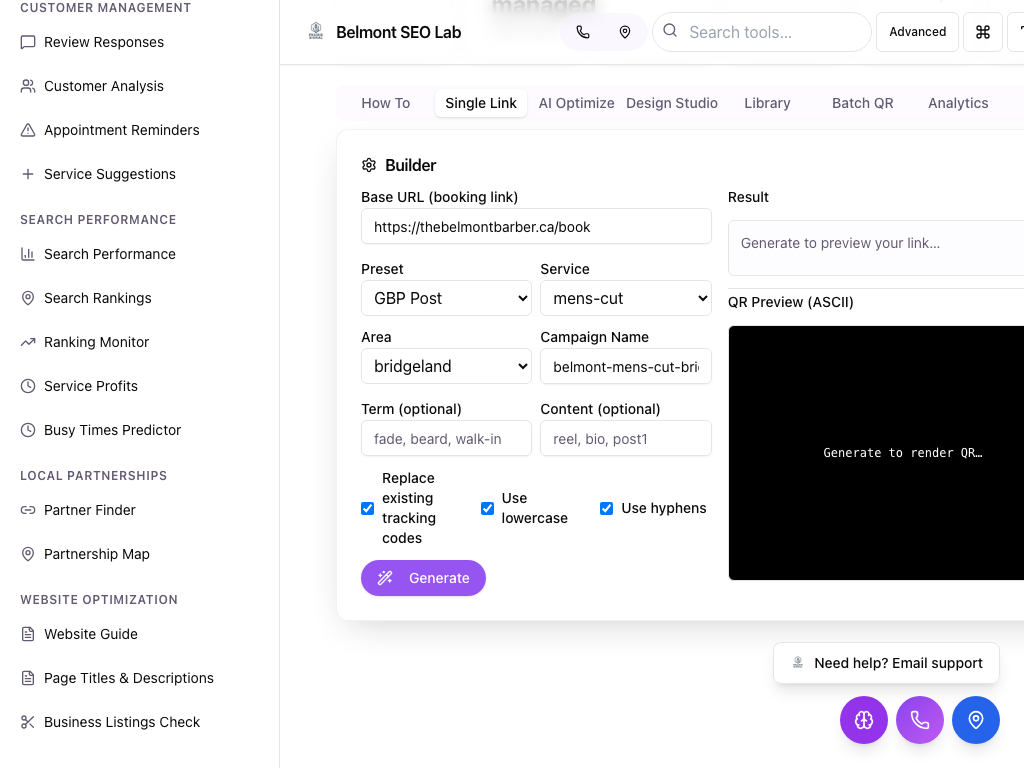 CUSTOMER MANAGEMENT
Review Responses
Customer Analysis
Appointment Reminders
Service Suggestions
SEARCH PERFORMANCE
Search Performance
Search Rankings
Ranking Monitor
Service Profits
Busy Times Predictor
LOCAL PARTNERSHIPS
Partner Finder
Partnership Map
WEBSITE OPTIMIZATION
Website Guide
Page Titles & Descriptions
Business Listings Check
managed
Belmont SEO Lab
Search tools...
Advanced
⌘
How To
Single Link
AI Optimize
Design Studio
Library
Batch QR
Analytics
Builder
Base URL (booking link)
https://thebelmontbarber.ca/book
Preset
Service
GBP Post
mens-cut
Area
Campaign Name
bridgeland
belmont-mens-cut-bri
Term (optional)
Content (optional)
fade, beard, walk-in
reel, bio, post1
Replace
existing
tracking
codes
Use
lowercase
Use hyphens
Generate
Result
Generate to preview your link…
QR Preview (ASCII)
Generate to render QR…
Need help? Email support